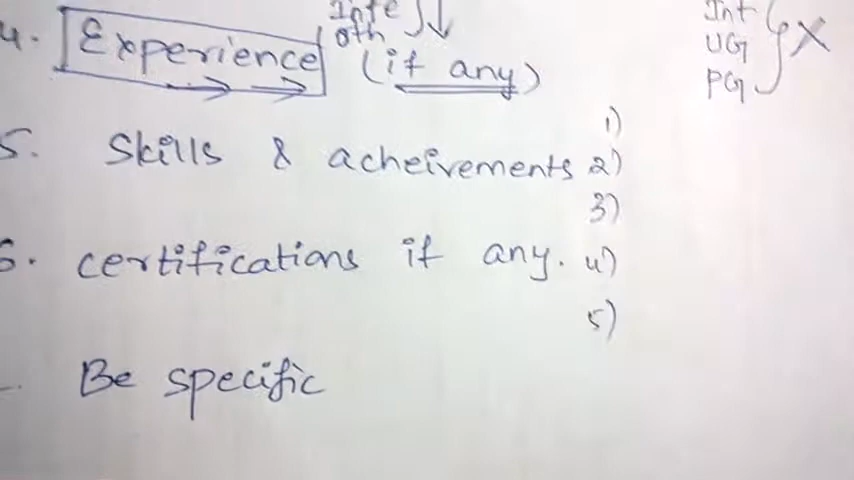 Inte
oth
Int
UG
PG
X
4. Experience (if any)
5. Skills & acheivements
6. certifications if any.
1)
2)
3)
4)
5)
Be specific